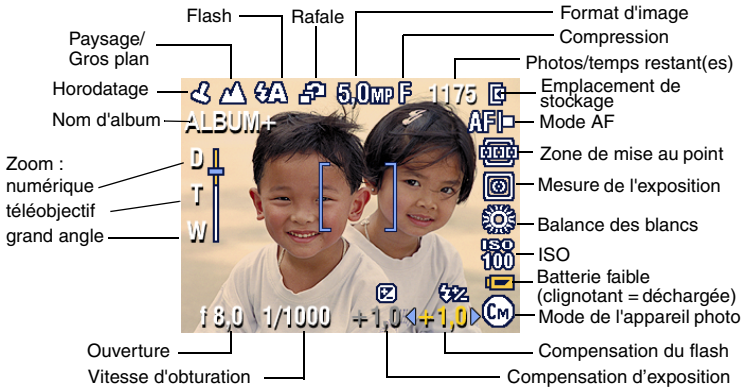 Format d'image
Flash Rafale
Compression
Paysage/
Gros plan
Photos/temps restant(es)
Horodatage
Emplacement de
stockage
5,0MP F 1175
Nom d'album
ALBUM+
AF
Mode AF
Zoom :
numérique
D
Zone de mise au point
téléobjectif
T
Mesure de l'exposition
grand angle
W
Balance des blancs
ISO
100
ISO
Batterie faible
(clignotant = déchargée)
f 8,0 1/1000 +1,0 +1,0
CM
Mode de l'appareil photo
Ouverture
Compensation du flash
Vitesse d'obturation
Compensation d'exposition